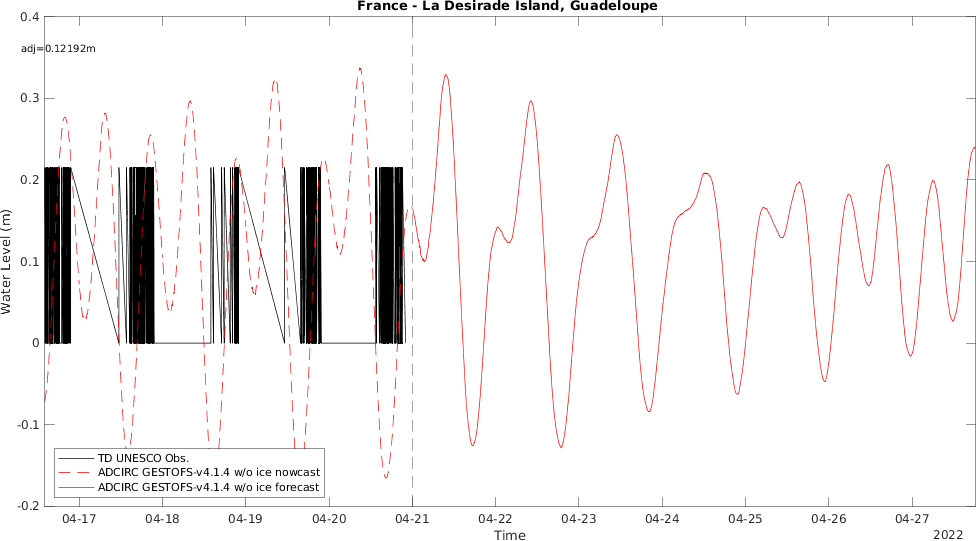 France - La Desirade Island, Guadeloupe
adj=0.12192m
0.4
0.3
0.2
0.1
0
-0.1
-0.2
Water Level (m)
TD UNESCO Obs.
ADCIRC GESTOFS-v4.1.4 w/o ice nowcast
ADCIRC GESTOFS-v4.1.4 w/o ice forecast
04-17 04-18 04-19 04-20 04-21 04-22 04-23 04-24 04-25 04-26 04-27
Time
2022